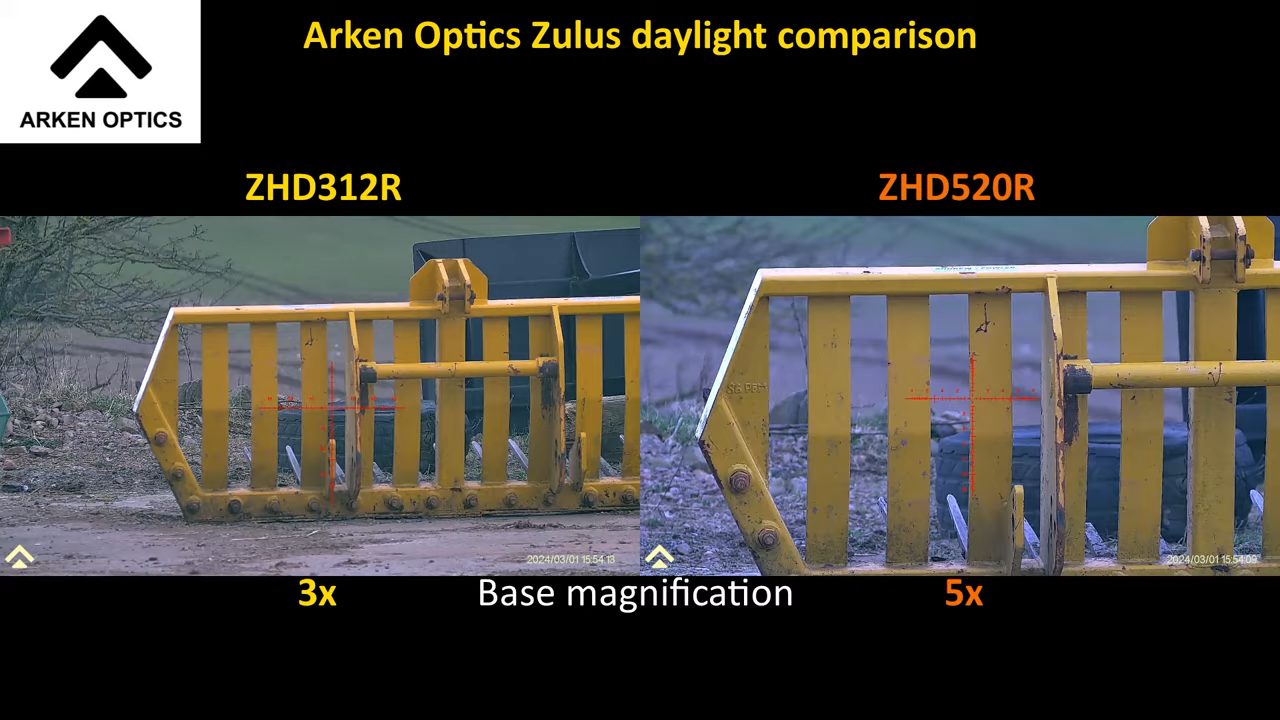 Arken Optics Zulus daylight comparison
ARKEN OPTICS
ZHD312R
ZHD520R
2024/03/01 15:54:13
2024/03/01 15:54:09
3x
Base magnification
5x